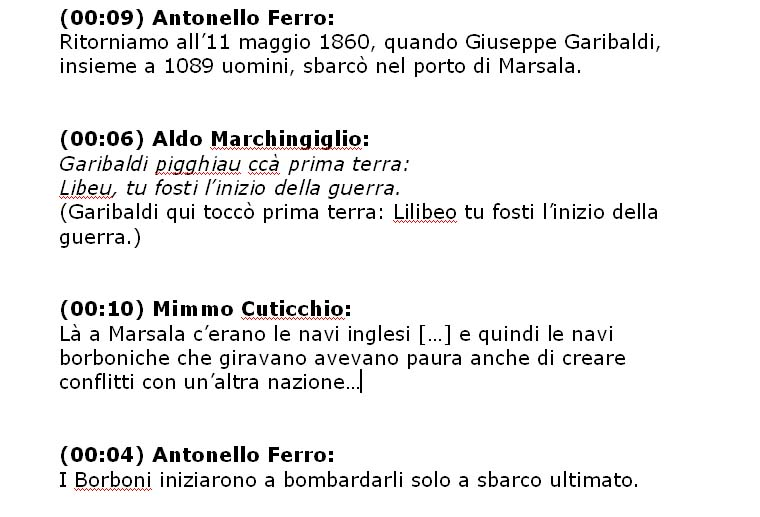 (00:09) Antonello Ferro:
Ritorniamo all’11 maggio 1860, quando Giuseppe Garibaldi,
insieme a 1089 uomini, sbarcò nel porto di Marsala.
(00:06) Aldo Marchingiglio:
Garibaldi pigghiau ccà prima terra:
Libeu, tu fosti l’inizio della guerra.
(Garibaldi qui toccò prima terra: Lilibeo tu fosti l’inizio della
guerra.)
(00:10) Mimmo Cuticchio:
Là a Marsala c’erano le navi inglesi […] e quindi le navi
borboniche che giravano avevano paura anche di creare
conflitti con un’altra nazione…
(00:04) Antonello Ferro:
I Borboni iniziarono a bombardarli solo a sbarco ultimato.